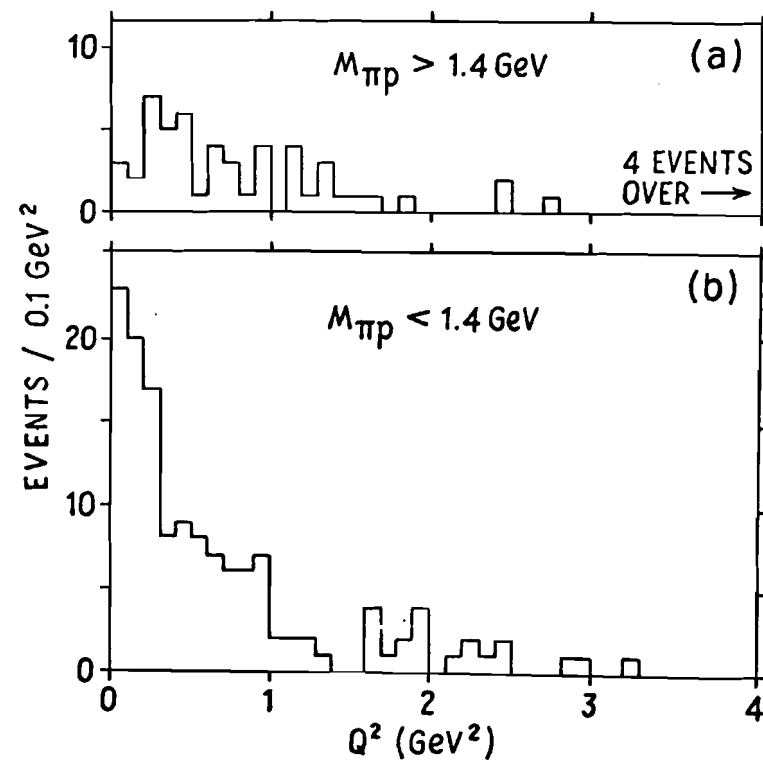 10
0
M_πp > 1.4 GeV
(a)
4 EVENTS
OVER →
EVENTS / 0.1 GeV²
20
10
0
M_πp < 1.4 GeV
(b)
0 1 2 3 4
Q² (GeV²)